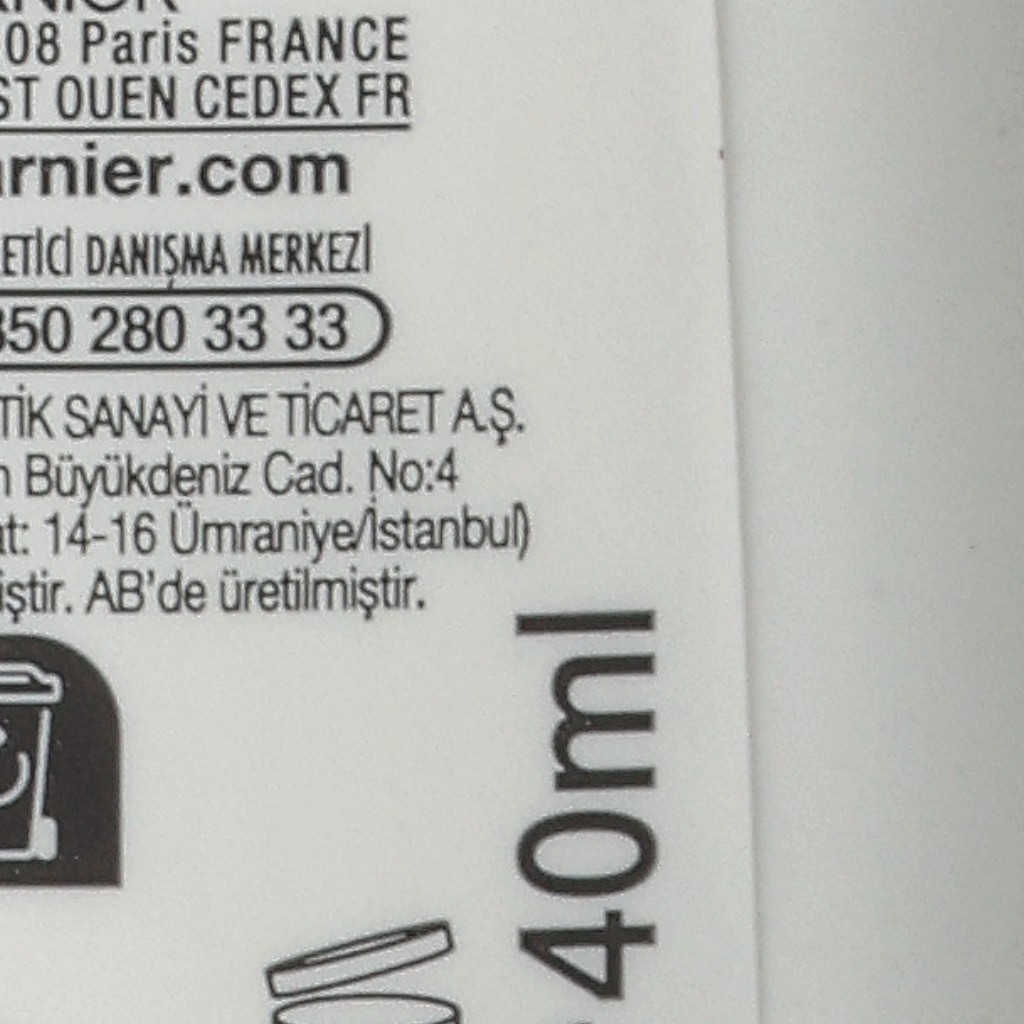 08 Paris FRANCE
ST OUEN CEDEX FR
rnier.com
ETİCİ DANIŞMA MERKEZİ
850 280 33 33
TİK SANAYİ VE TİCARET A.Ş.
Büyükdeniz Cad. No:4
at: 14-16 Ümraniye/İstanbul)
iştir. AB'de üretilmiştir.
40ml